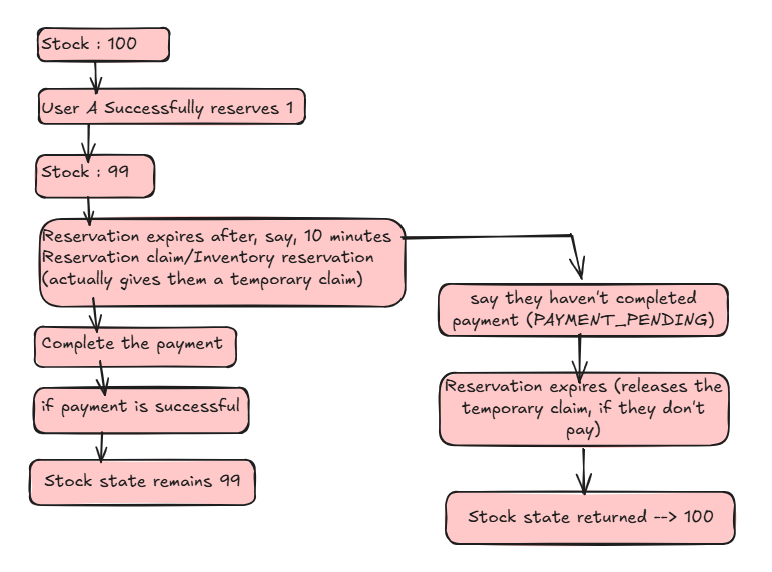 Stock : 100
User A Successfully reserves 1
Stock : 99
Reservation expires after, say, 10 minutes
Reservation claim/Inventory reservation
(actually gives them a temporary claim)
Complete the payment
if payment is successful
Stock state remains 99
say they haven't completed
payment (PAYMENT_PENDING)
Reservation expires (releases the
temporary claim, if they don't
pay)
Stock state returned --> 100